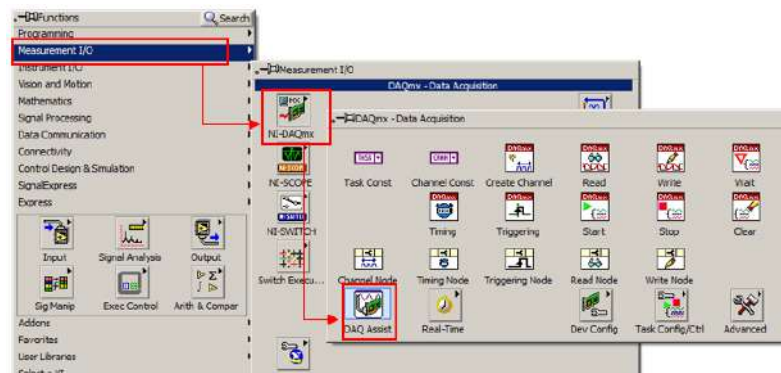 Functions
Search
Programming
Measurement I/O
Instrument I/O
Vision and Motion
Mathematics
Signal Processing
Data Communication
Connectivity
Control Design & Simulation
SignalExpress
Express
Input
Signal Analysis
Output
Sig Manip
Exec Control
Arith & Compar
Addons
Favorites
User Libraries
Measurement I/O
DAQmx - Data Acquisition
NI-DAQmx
NI-SCOPE
NI-SWITCH
Switch Execu...
DAQmx - Data Acquisition
Task Const
Channel Const
Create Channel
Read
Write
Wait
Timing
Triggering
Start
Stop
Clear
Channel Node
Timing Node
Triggering Node
Read Node
Write Node
DAQ Assist
Real-Time
Dev Config
Task Config/Ctrl
Advanced